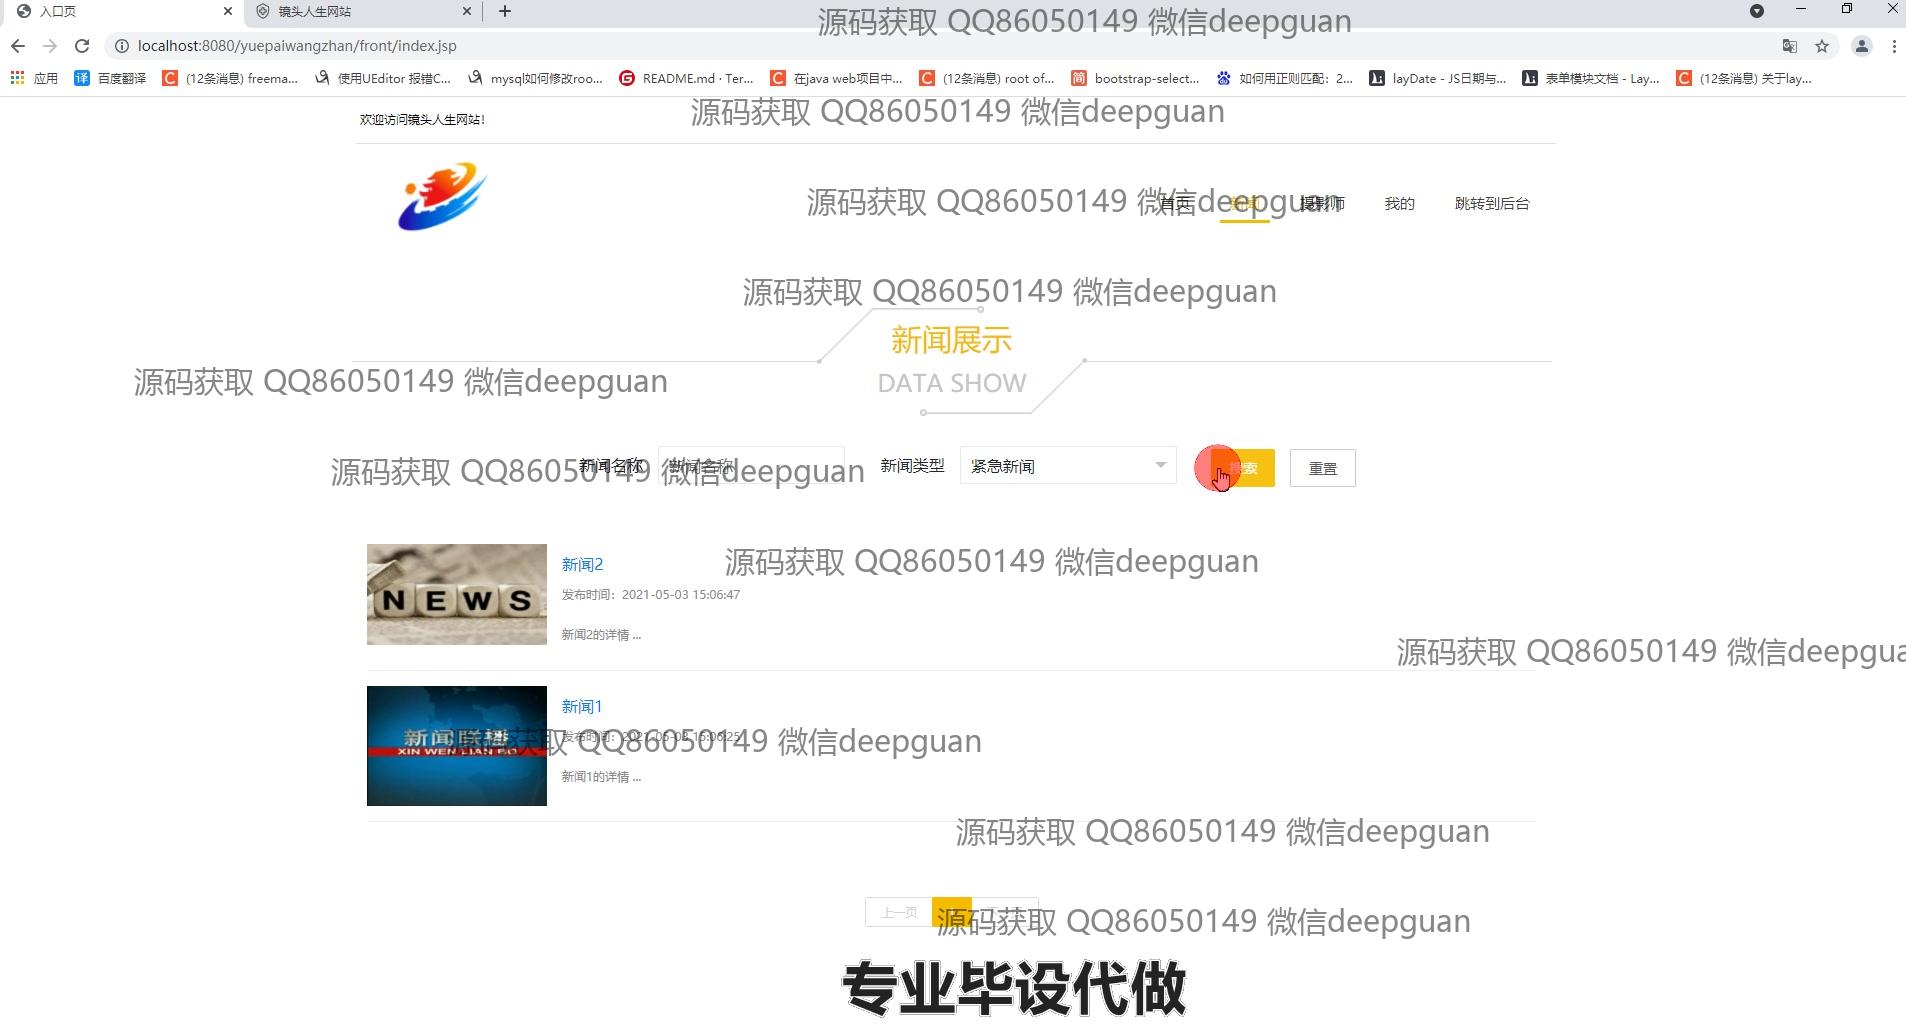 入口页
镜头人生网站
源码获取 QQ86050149 微信deepguan
localhost:8080/yuepaiwangzhan/front/index.jsp
应用
百度翻译
(12条消息) freema...
使用UEditor 报错C...
mysql如何修改roo...
README.md · Ter...
在java web项目中...
(12条消息) root of...
bootstrap-select...
如何用正则匹配：2...
layDate - JS日期与...
表单模块文档 - Lay...
(12条消息) 关于lay...
源码获取 QQ86050149 微信deepguan
欢迎访问镜头人生网站!
源码获取 QQ86050149 微信deepguan
首页
新闻
摄影师
我的
跳转到后台
源码获取 QQ86050149 微信deepguan
新闻展示
源码获取 QQ86050149 微信deepguan
DATA SHOW
新闻名称
新闻名称
新闻类型
紧急新闻
搜索
重置
源码获取 QQ86050149 微信deepguan
NEWS
新闻2
源码获取 QQ86050149 微信deepguan
发布时间：2021-05-03 15:06:47
新闻2的详情 ...
源码获取 QQ86050149 微信deepgua
新闻1
新闻联播
XIN WEN LIAN BO
发布时间：2021-05-03 15:06:25
源码获取 QQ86050149 微信deepguan
新闻1的详情 ...
源码获取 QQ86050149 微信deepguan
上一页
源码获取 QQ86050149 微信deepguan
专业毕设代做